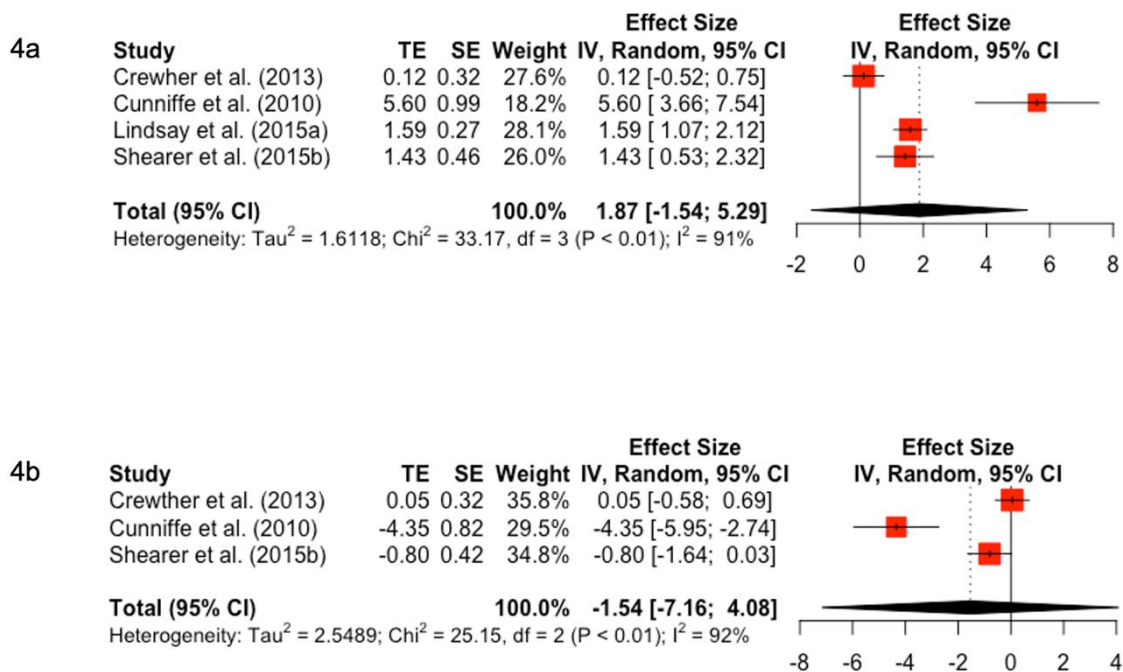 4a
Effect Size Effect Size
Study TE SE Weight IV, Random, 95% CI IV, Random, 95% CI
Crewher et al. (2013) 0.12 0.32 27.6% 0.12 [-0.52; 0.75]
Cunniffe et al. (2010) 5.60 0.99 18.2% 5.60 [ 3.66; 7.54]
Lindsay et al. (2015a) 1.59 0.27 28.1% 1.59 [ 1.07; 2.12]
Shearer et al. (2015b) 1.43 0.46 26.0% 1.43 [ 0.53; 2.32]
Total (95% CI) 100.0% 1.87 [-1.54; 5.29]
Heterogeneity: Tau² = 1.6118; Chi² = 33.17, df = 3 (P < 0.01); I² = 91%
-2 0 2 4 6 8
4b
Effect Size Effect Size
Study TE SE Weight IV, Random, 95% CI IV, Random, 95% CI
Crewther et al. (2013) 0.05 0.32 35.8% 0.05 [-0.58; 0.69]
Cunniffe et al. (2010) -4.35 0.82 29.5% -4.35 [-5.95; -2.74]
Shearer et al. (2015b) -0.80 0.42 34.8% -0.80 [-1.64; 0.03]
Total (95% CI) 100.0% -1.54 [-7.16; 4.08]
Heterogeneity: Tau² = 2.5489; Chi² = 25.15, df = 2 (P < 0.01); I² = 92%
-8 -6 -4 -2 0 2 4